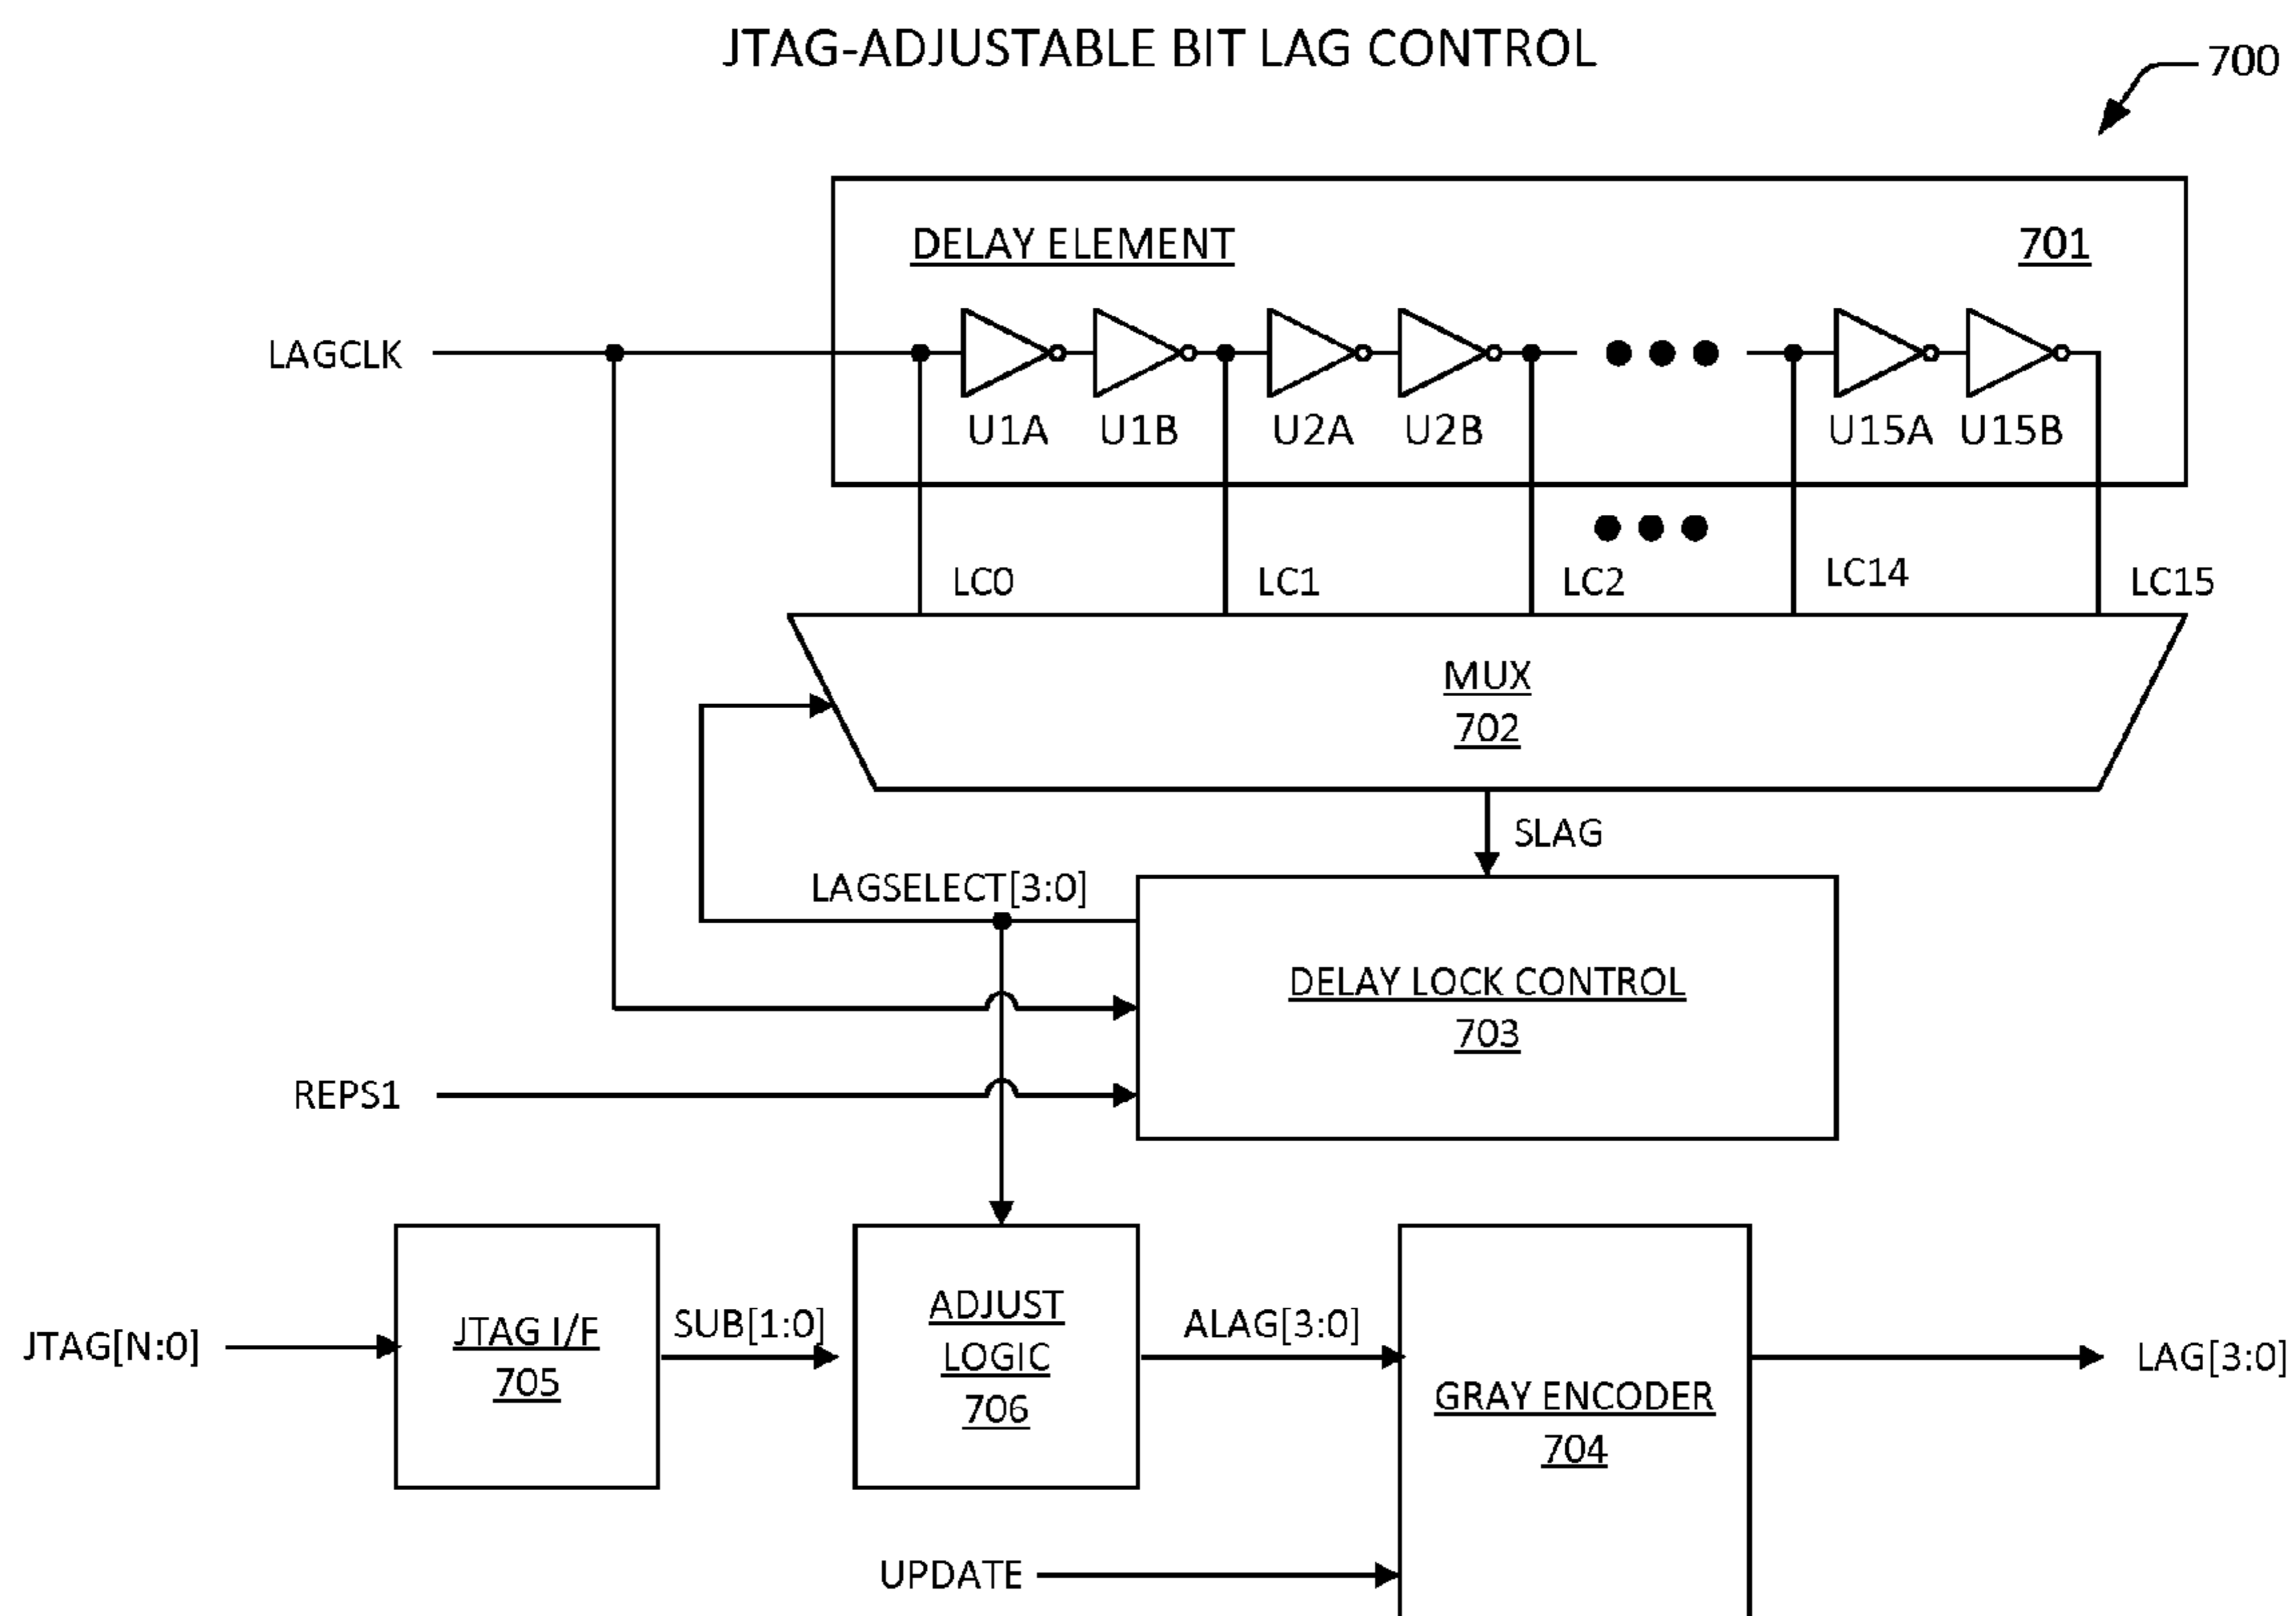 JTAG-ADJUSTABLE BIT LAG CONTROL
700
DELAY ELEMENT 701
LAGCLK
U1A U1B U2A U2B U15A U15B
LC0 LC1 LC2 LC14 LC15
MUX
702
SLAG
LAGSELECT[3:0]
DELAY LOCK CONTROL
703
REPS1
JTAG[N:0]
JTAG I/F
705
SUB[1:0]
ADJUST
LOGIC
706
ALAG[3:0]
GRAY ENCODER
704
LAG[3:0]
UPDATE